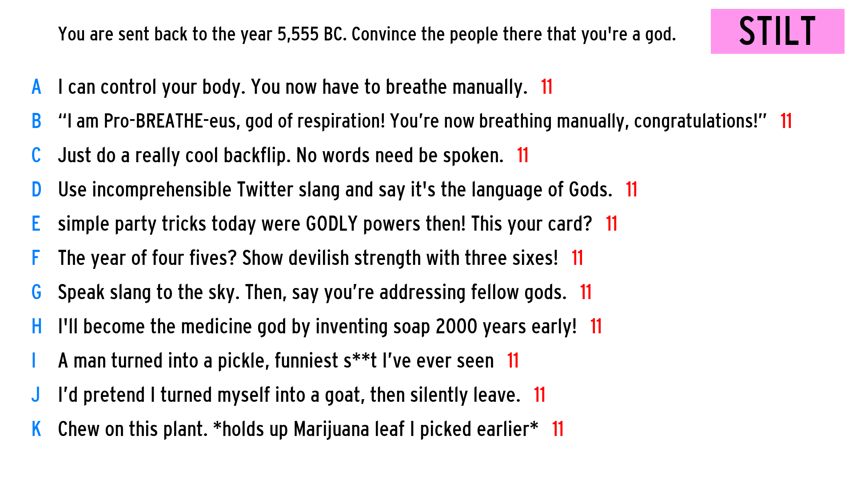 You are sent back to the year 5,555 BC. Convince the people there that you're a god.
STILT
A I can control your body. You now have to breathe manually. 11
B “I am Pro-BREATHE-eus, god of respiration! You’re now breathing manually, congratulations!” 11
C Just do a really cool backflip. No words need be spoken. 11
D Use incomprehensible Twitter slang and say it's the language of Gods. 11
E simple party tricks today were GODLY powers then! This your card? 11
F The year of four fives? Show devilish strength with three sixes! 11
G Speak slang to the sky. Then, say you’re addressing fellow gods. 11
H I'll become the medicine god by inventing soap 2000 years early! 11
I A man turned into a pickle, funniest s**t I’ve ever seen 11
J I’d pretend I turned myself into a goat, then silently leave. 11
K Chew on this plant. *holds up Marijuana leaf I picked earlier* 11